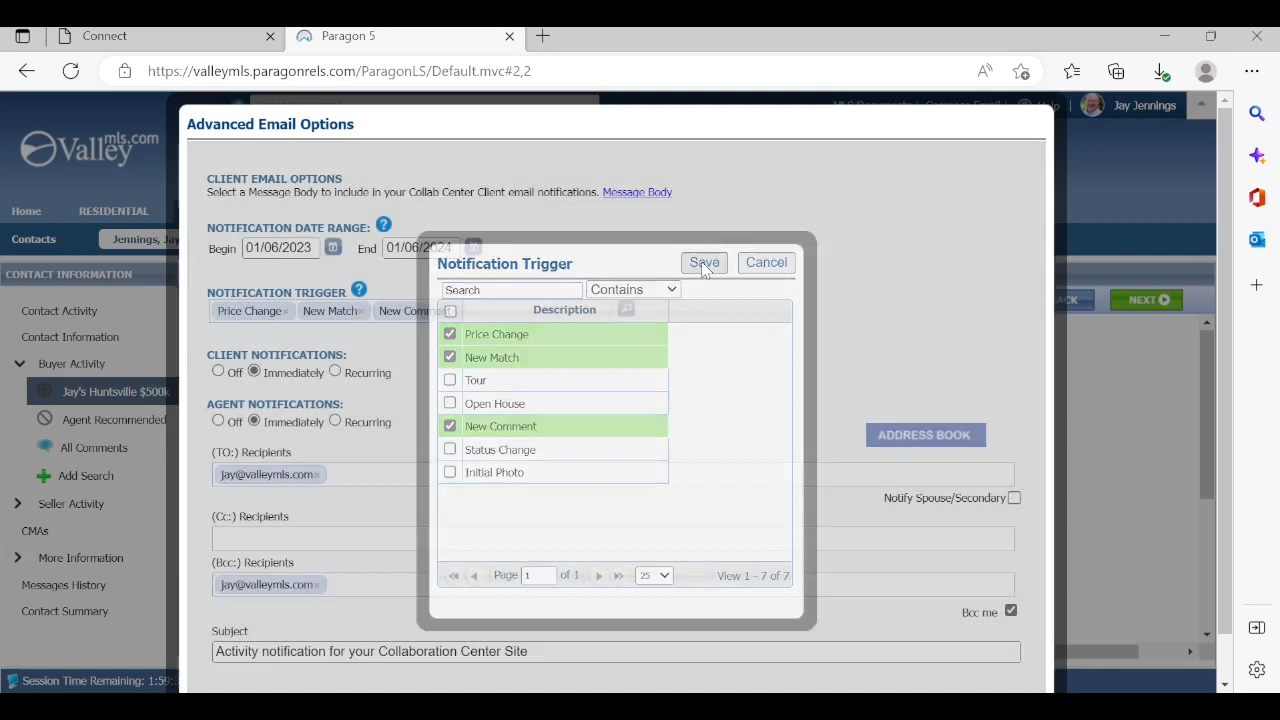 Connect
Paragon 5
https://valleymls.paragonrels.com/ParagonLS/Default.mvc#2,2
Jay Jennings
Valley mls.com
Home
RESIDENTIAL
Contacts
Jennings, Jay
CONTACT INFORMATION
Contact Activity
Contact Information
Buyer Activity
Jay's Huntsville $500k
Agent Recommended
All Comments
Add Search
Seller Activity
CMAs
More Information
Messages History
Contact Summary
Session Time Remaining: 1:59:
Advanced Email Options
CLIENT EMAIL OPTIONS
Select a Message Body to include in your Collab Center Client email notifications. Message Body
NOTIFICATION DATE RANGE:
Begin 01/06/2023 End 01/06/2024
NOTIFICATION TRIGGER
Price Change× New Match× New Comment
CLIENT NOTIFICATIONS:
Off Immediately Recurring
AGENT NOTIFICATIONS:
Off Immediately Recurring
(TO:) Recipients
jay@valleymls.com×
(Cc:) Recipients
(Bcc:) Recipients
jay@valleymls.com×
Subject
Activity notification for your Collaboration Center Site
ADDRESS BOOK
Notify Spouse/Secondary
Bcc me
BACK
NEXT
Notification Trigger
Save
Cancel
Search
Contains
Description
Price Change
New Match
Tour
Open House
New Comment
Status Change
Initial Photo
Page 1 of 1
25
View 1 - 7 of 7